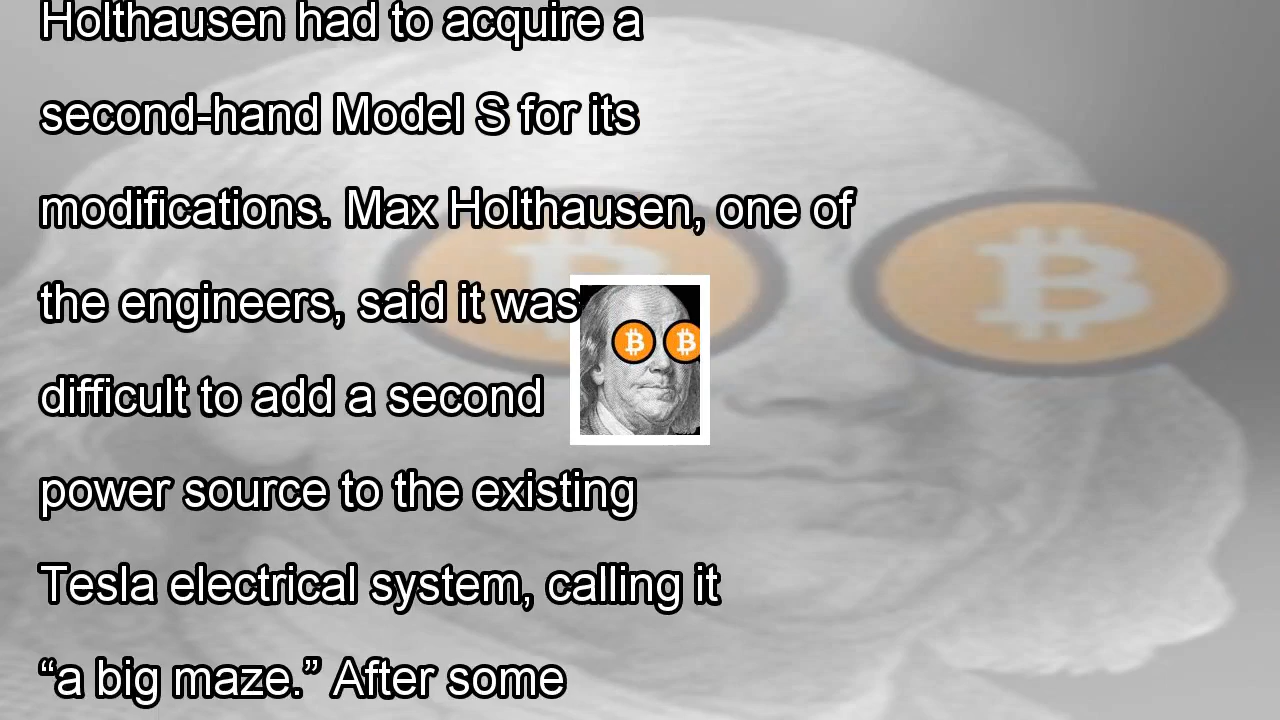 Holthausen had to acquire a
second-hand Model S for its
modifications. Max Holthausen, one of
the engineers, said it was
difficult to add a second
power source to the existing
Tesla electrical system, calling it
“a big maze.” After some